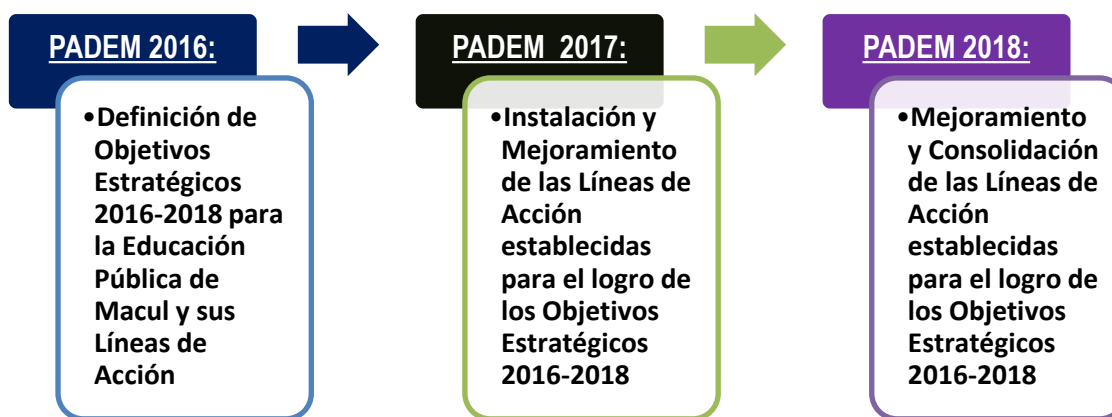 PADEM 2016:
•Definición de
Objetivos
Estratégicos
2016-2018 para
la Educación
Pública de
Macul y sus
Líneas de
Acción
PADEM 2017:
•Instalación y
Mejoramiento
de las Líneas de
Acción
establecidas
para el logro de
los Objetivos
Estratégicos
2016-2018
PADEM 2018:
•Mejoramiento
y Consolidación
de las Líneas de
Acción
establecidas
para el logro de
los Objetivos
Estratégicos
2016-2018